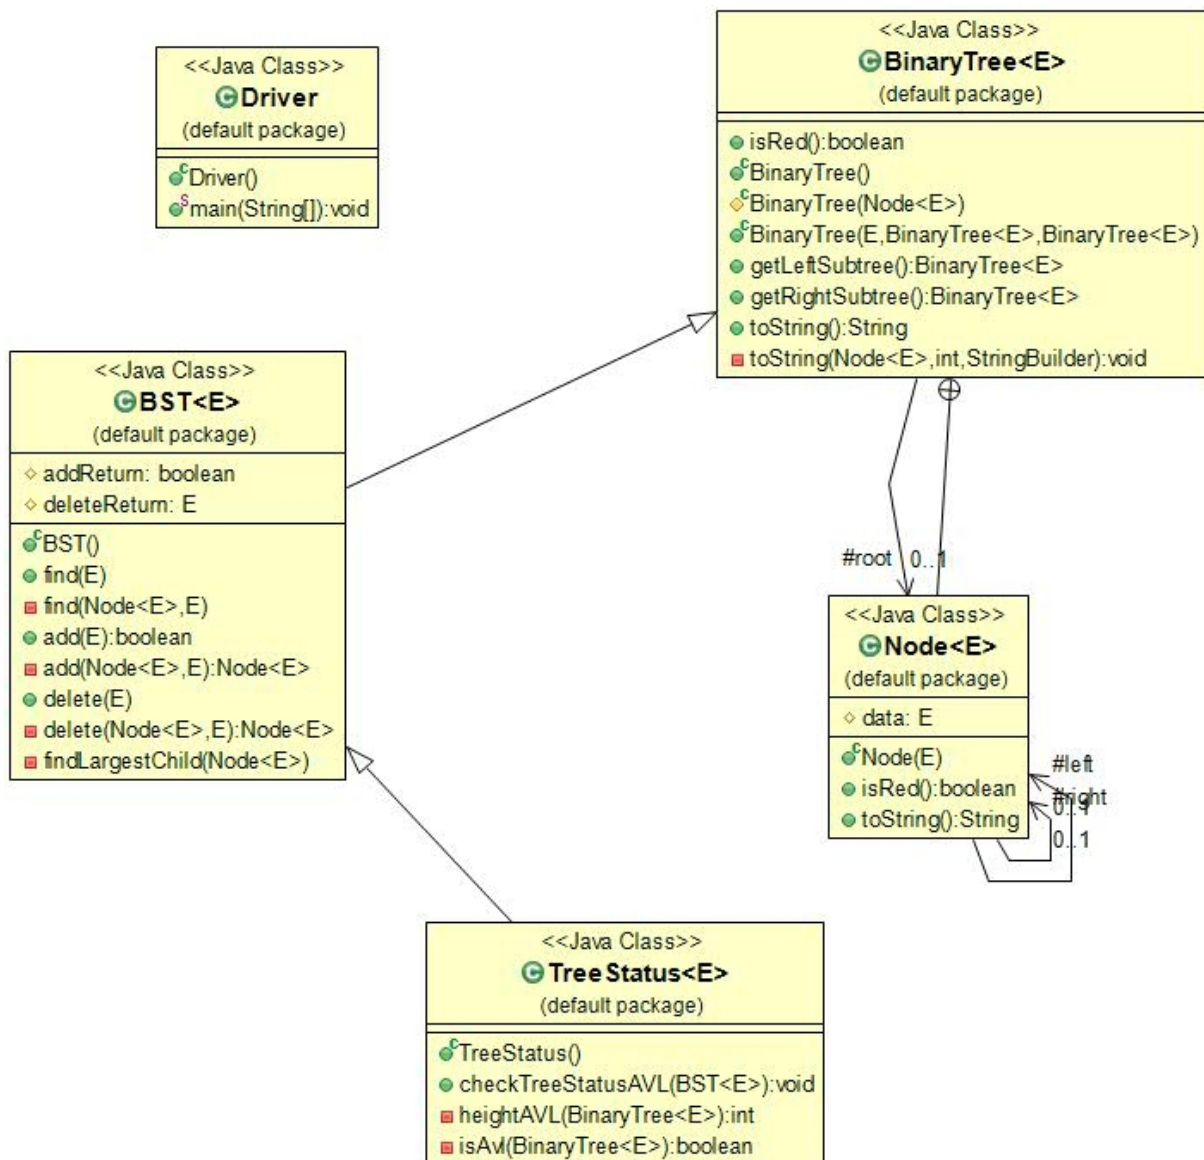 <<Java Class>>
Driver
(default package)
Driver()
main(String[]):void
<<Java Class>>
BinaryTree<E>
(default package)
isRed():boolean
BinaryTree()
BinaryTree(Node<E>)
BinaryTree(E,BinaryTree<E>,BinaryTree<E>)
getLeftSubtree():BinaryTree<E>
getRightSubtree():BinaryTree<E>
toString():String
toString(Node<E>,int,StringBuilder):void
<<Java Class>>
BST<E>
(default package)
addReturn: boolean
deleteReturn: E
BST()
find(E)
find(Node<E>,E)
add(E):boolean
add(Node<E>,E):Node<E>
delete(E)
delete(Node<E>,E):Node<E>
findLargestChild(Node<E>)
#root 0..1
<<Java Class>>
Node<E>
(default package)
data: E
Node(E)
isRed():boolean
toString():String
#left
#right
0..1
0..1
<<Java Class>>
TreeStatus<E>
(default package)
TreeStatus()
checkTreeStatusAVL(BST<E>):void
heightAVL(BinaryTree<E>):int
isAvl(BinaryTree<E>):boolean